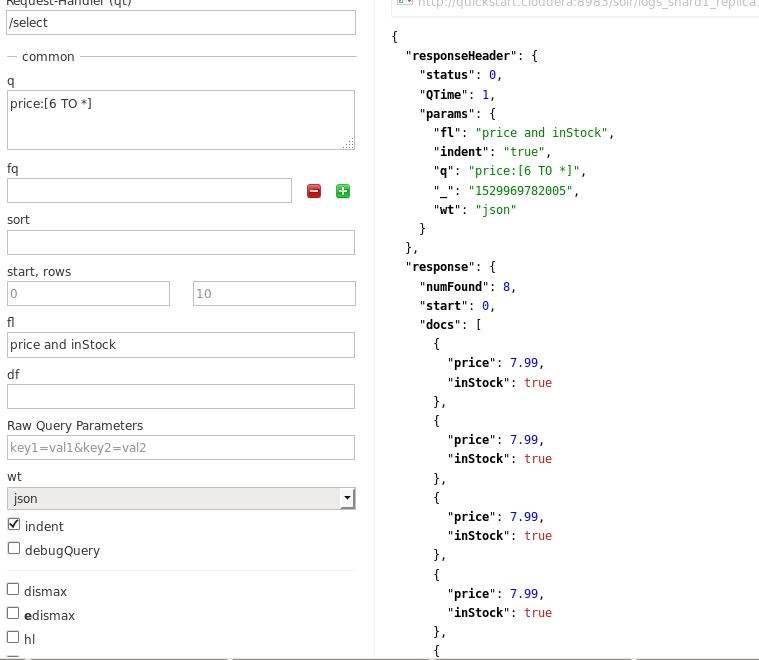 Request-Handler (qt)
/select
common
q
price:[6 TO *]
fq
sort
start, rows
0
10
fl
price and inStock
df
Raw Query Parameters
key1=val1&key2=val2
wt
json
indent
debugQuery
dismax
edismax
hl
http://quickstart.cloudera:8983/solr/logs_shard1_replica
{
"responseHeader": {
"status": 0,
"QTime": 1,
"params": {
"fl": "price and inStock",
"indent": "true",
"q": "price:[6 TO *]",
"_": "1529969782005",
"wt": "json"
}
},
"response": {
"numFound": 8,
"start": 0,
"docs": [
{
"price": 7.99,
"inStock": true
},
{
"price": 7.99,
"inStock": true
},
{
"price": 7.99,
"inStock": true
},
{
"price": 7.99,
"inStock": true
},
{